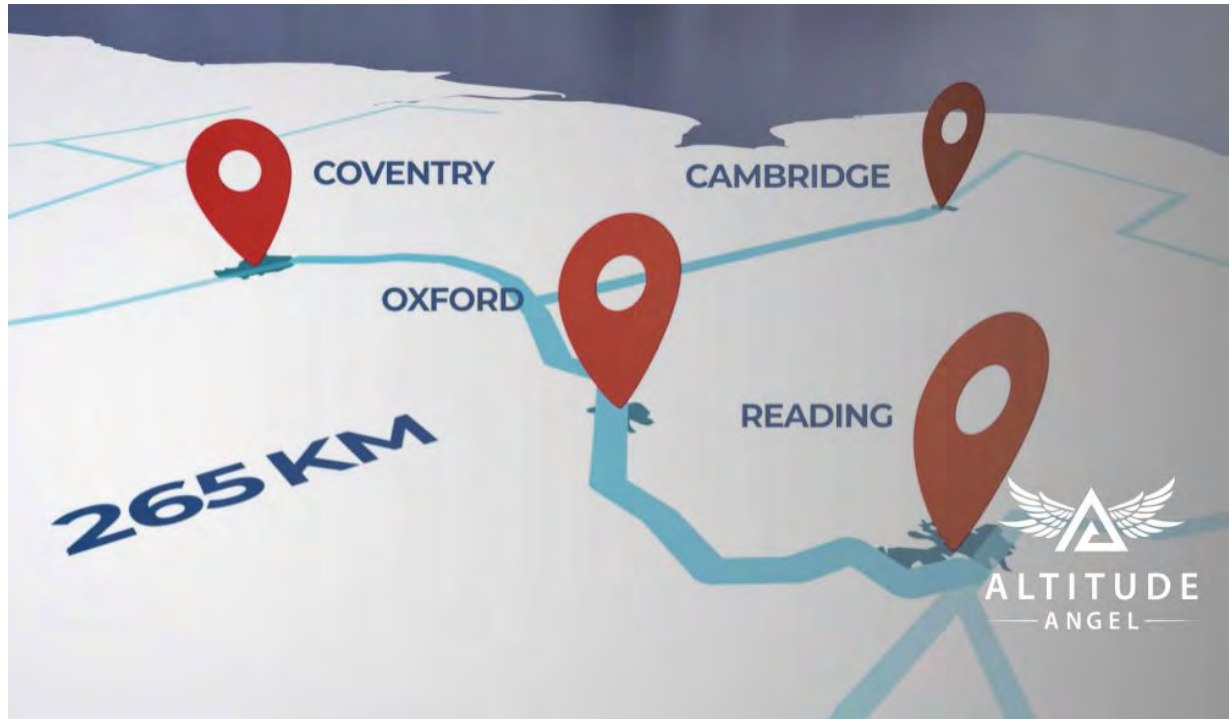 COVENTRY
CAMBRIDGE
OXFORD
READING
265 KM
ALTITUDE
ANGEL